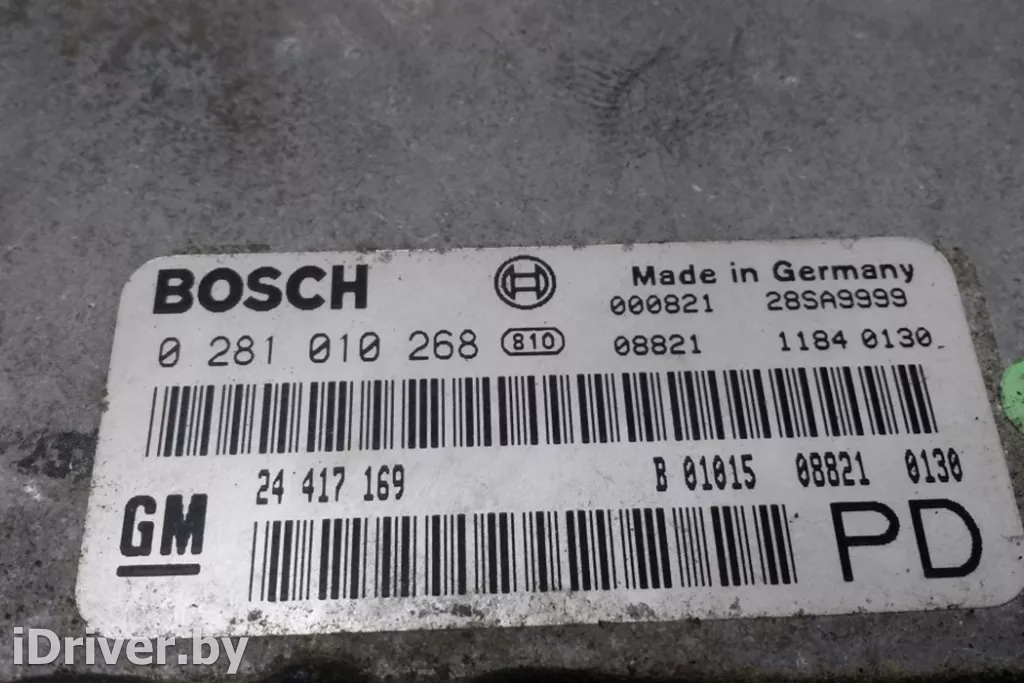 BOSCH
Made in Germany
000821 28SA9999
0 281 010 268 810 08821 1184 0130
24 417 169 B 01015 08821 0130
GM PD
iDriver.by